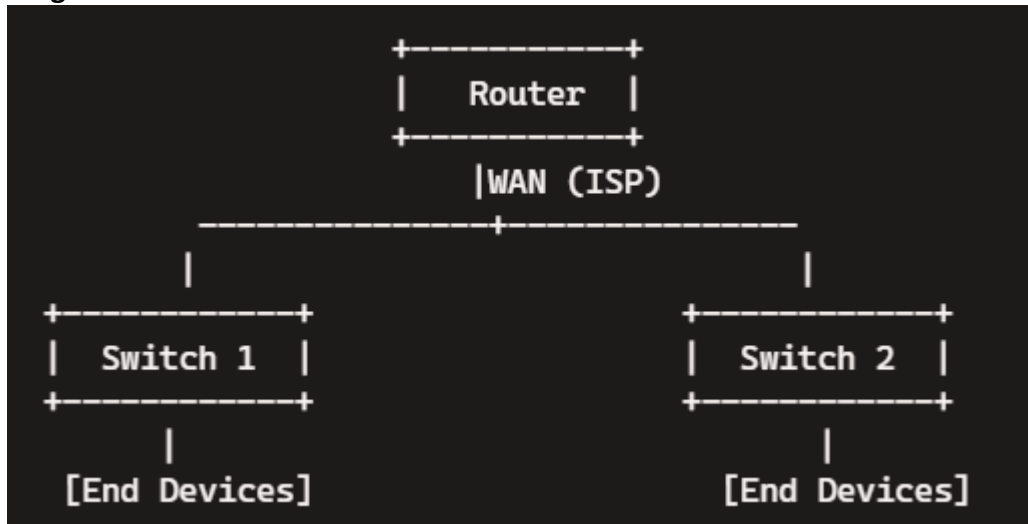 +-----------+
|   Router  |
+-----------+
|WAN (ISP)
---------------+---------------
|                                |
+------------+                   +------------+
|  Switch 1  |                   |  Switch 2  |
+------------+                   +------------+
|                                 |
[End Devices]                     [End Devices]